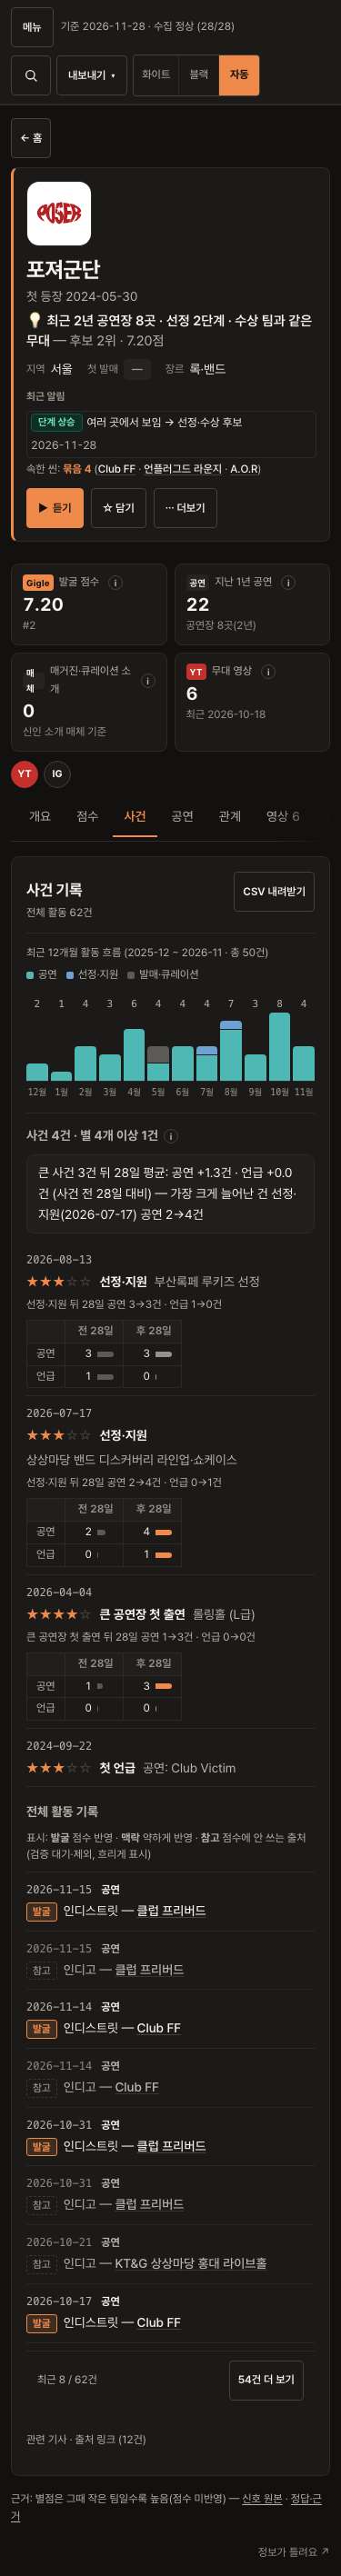 메뉴
기준 2026-11-28 · 수집 정상 (28/28)
내보내기 ▾
화이트
블랙
자동
← 홈
POSER
포져군단
첫 등장 2024-05-30
💡 최근 2년 공연장 8곳 · 선정 2단계 · 수상 팀과 같은
무대 — 후보 2위 · 7.20점
지역 서울 첫 발매 — 장르 록·밴드
최근 알림
단계 상승 여러 곳에서 보임 → 선정·수상 후보
2026-11-28
속한 씬: 묶음 4 (Club FF · 언플러그드 라운지 · A.O.R)
▶ 듣기
☆ 담기
⋯ 더보기
Gigle 발굴 점수 i
7.20
#2
공연 지난 1년 공연 i
22
공연장 8곳(2년)
매체 매거진·큐레이션 소개 i
0
신인 소개 매체 기준
YT 무대 영상 i
6
최근 2026-10-18
YT
IG
개요
점수
사건
공연
관계
영상 6
사건 기록
CSV 내려받기
전체 활동 62건
최근 12개월 활동 흐름 (2025-12 ~ 2026-11 · 총 50건)
공연 선정·지원 발매·큐레이션
2 1 4 3 6 4 4 4 7 3 8 4
12월 1월 2월 3월 4월 5월 6월 7월 8월 9월 10월 11월
사건 4건 · 별 4개 이상 1건 i
큰 사건 3건 뒤 28일 평균: 공연 +1.3건 · 언급 +0.0
건 (사건 전 28일 대비) — 가장 크게 늘어난 건 선정·
지원(2026-07-17) 공연 2→4건
2026-08-13
★★★☆☆ 선정·지원 부산록페 루키즈 선정
선정·지원 뒤 28일 공연 3→3건 · 언급 1→0건
전 28일 후 28일
공연 3 3
언급 1 0
2026-07-17
★★★☆☆ 선정·지원
상상마당 밴드 디스커버리 라인업·쇼케이스
선정·지원 뒤 28일 공연 2→4건 · 언급 0→1건
전 28일 후 28일
공연 2 4
언급 0 1
2026-04-04
★★★★☆ 큰 공연장 첫 출연 롤링홀 (L급)
큰 공연장 첫 출연 뒤 28일 공연 1→3건 · 언급 0→0건
전 28일 후 28일
공연 1 3
언급 0 0
2024-09-22
★★★☆☆ 첫 언급 공연: Club Victim
전체 활동 기록
표시: 발굴 점수 반영 · 맥락 약하게 반영 · 참고 점수에 안 쓰는 출처
(검증 대기·제외, 흐리게 표시)
2026-11-15 공연
발굴 인디스트릿 — 클럽 프리버드
2026-11-15 공연
참고 인디고 — 클럽 프리버드
2026-11-14 공연
발굴 인디스트릿 — Club FF
2026-11-14 공연
참고 인디고 — Club FF
2026-10-31 공연
발굴 인디스트릿 — 클럽 프리버드
2026-10-31 공연
참고 인디고 — 클럽 프리버드
2026-10-21 공연
참고 인디고 — KT&G 상상마당 홍대 라이브홀
2026-10-17 공연
발굴 인디스트릿 — Club FF
최근 8 / 62건
54건 더 보기
관련 기사 · 출처 링크 (12건)
근거: 별점은 그때 작은 팀일수록 높음(점수 미반영) — 신호 원본 · 정답·근
거
정보가 틀려요 ↗